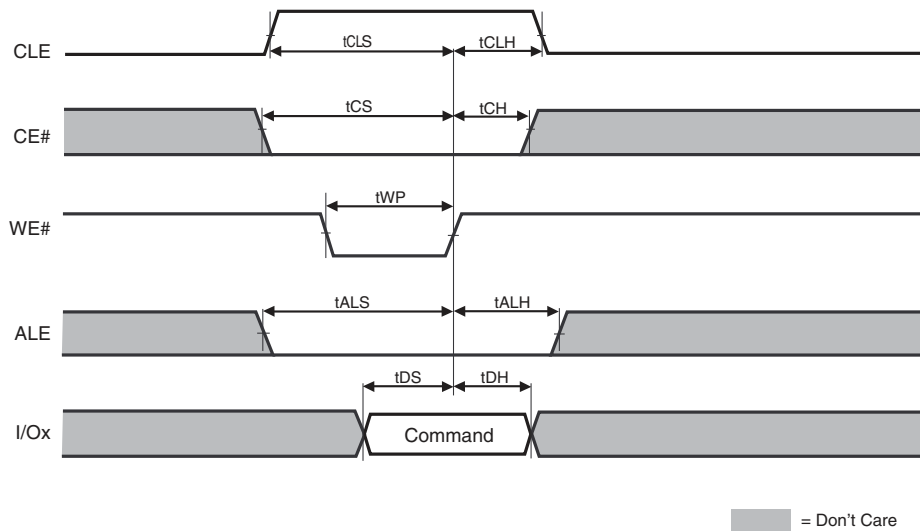 CLE
tCLS
tCLH
CE#
tCS
tCH
WE#
tWP
ALE
tALS
tALH
I/Ox
tDS
tDH
Command
= Don't Care